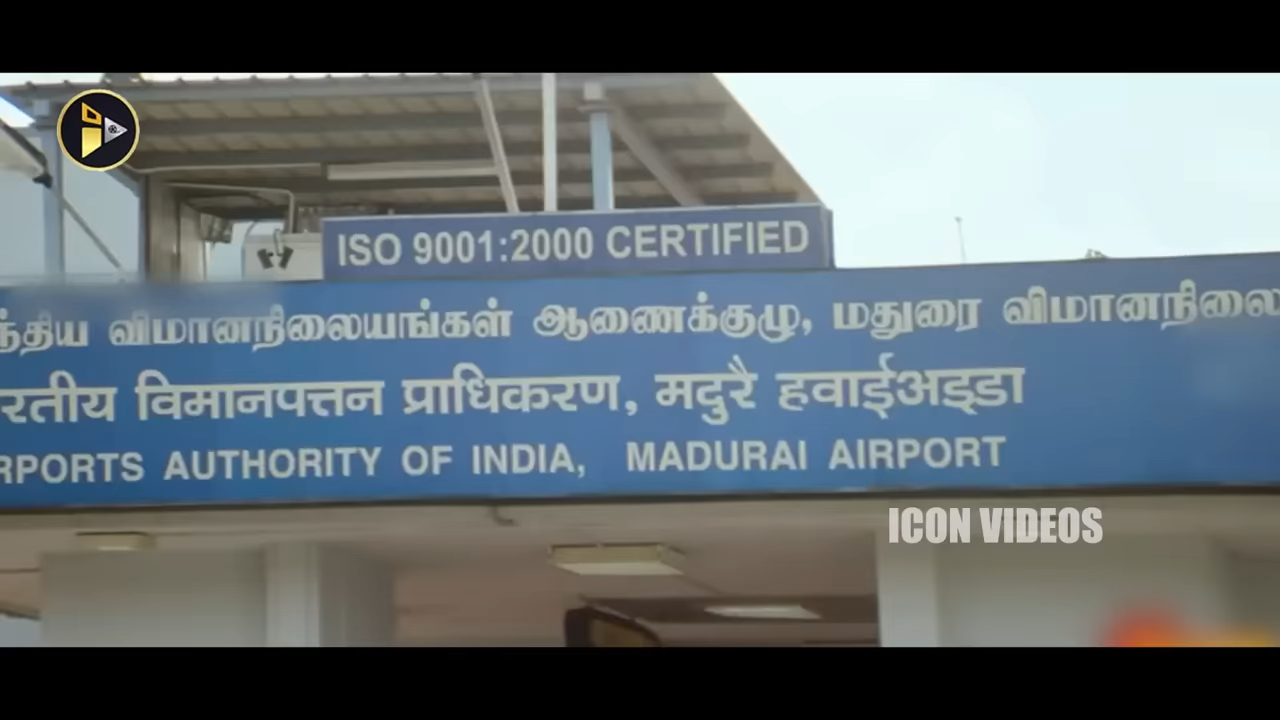 ISO 9001:2000 CERTIFIED
ந்திய விமானநிலையங்கள் ஆணைக்குழு, மதுரை விமானநிலை
रतीय विमानपत्तन प्राधिकरण, मदुरै हवाईअड्डा
RPORTS AUTHORITY OF INDIA, MADURAI AIRPORT
ICON VIDEOS